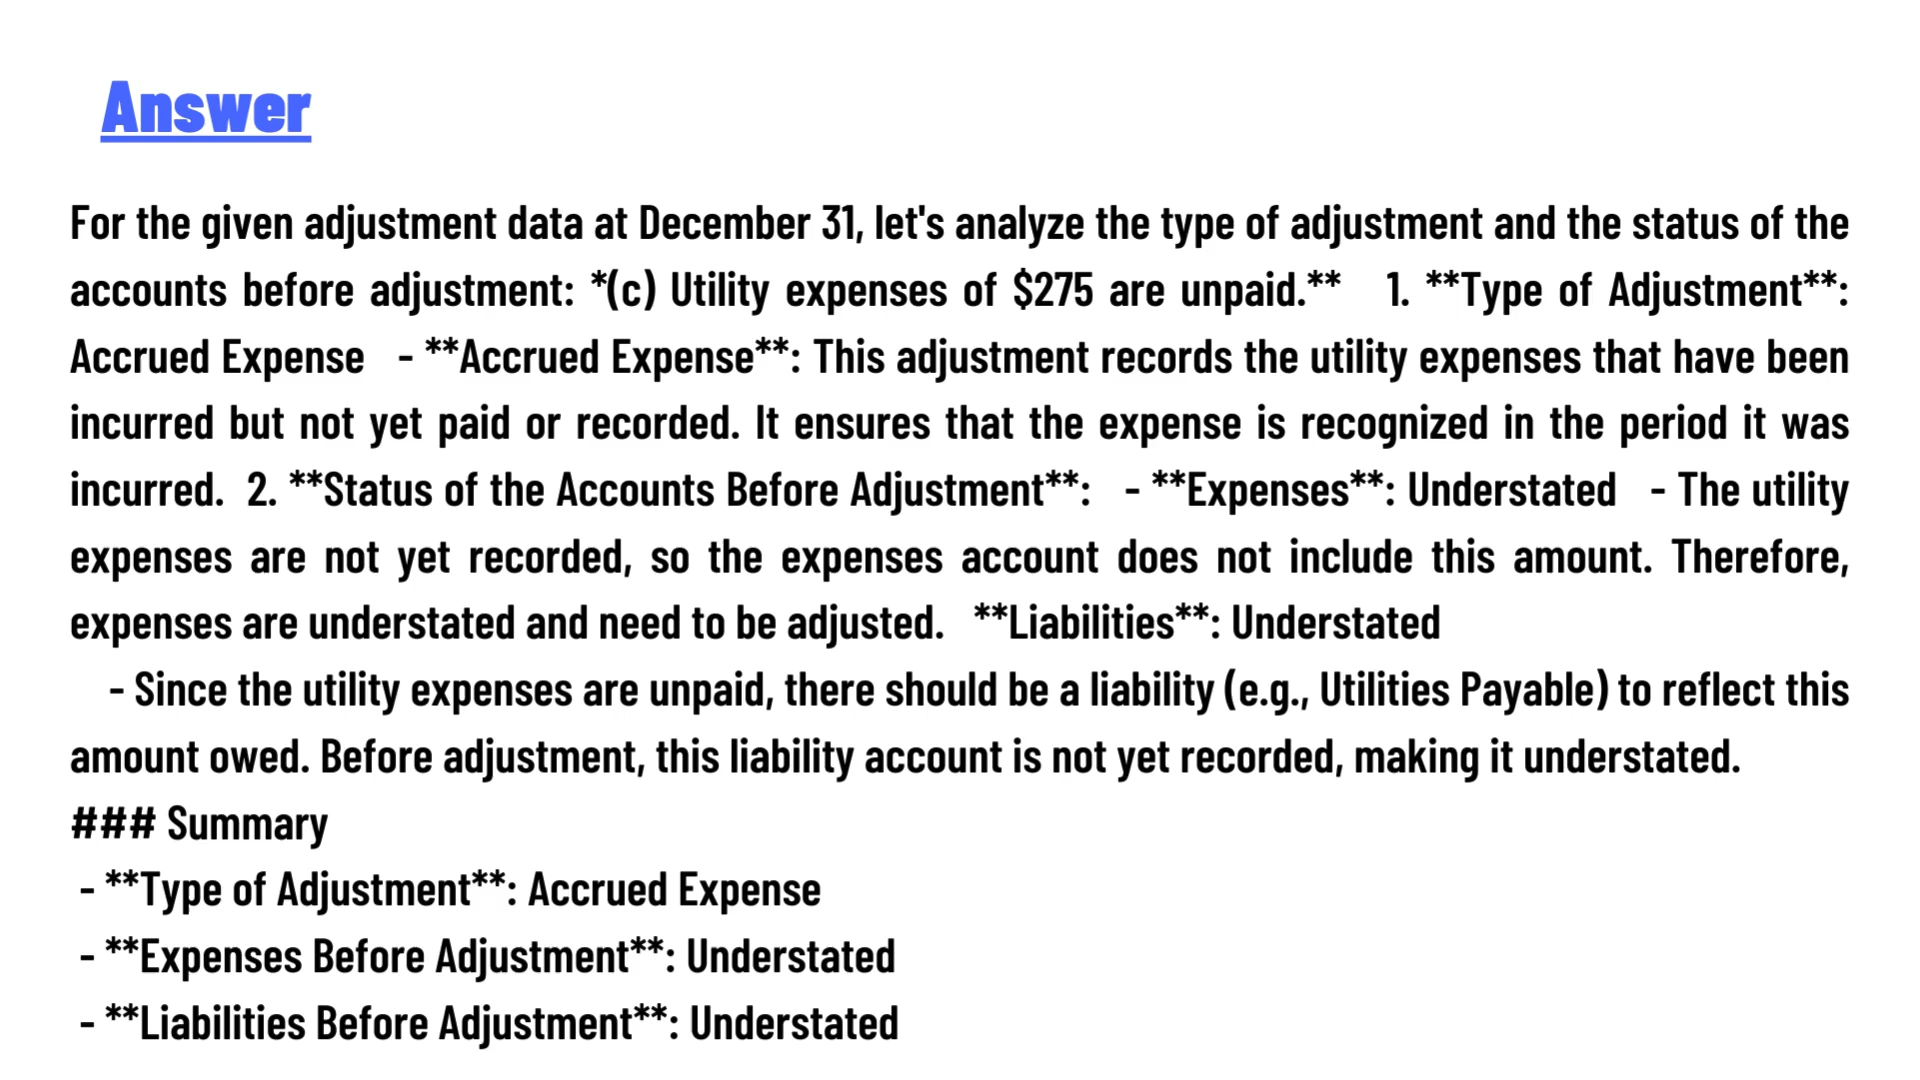 Answer
For the given adjustment data at December 31, let's analyze the type of adjustment and the status of the
accounts before adjustment: *(c) Utility expenses of $275 are unpaid.** 1. **Type of Adjustment**:
Accrued Expense - **Accrued Expense**: This adjustment records the utility expenses that have been
incurred but not yet paid or recorded. It ensures that the expense is recognized in the period it was
incurred. 2. **Status of the Accounts Before Adjustment**: - **Expenses**: Understated - The utility
expenses are not yet recorded, so the expenses account does not include this amount. Therefore,
expenses are understated and need to be adjusted. **Liabilities**: Understated
- Since the utility expenses are unpaid, there should be a liability (e.g., Utilities Payable) to reflect this
amount owed. Before adjustment, this liability account is not yet recorded, making it understated.
### Summary
- **Type of Adjustment**: Accrued Expense
- **Expenses Before Adjustment**: Understated
- **Liabilities Before Adjustment**: Understated